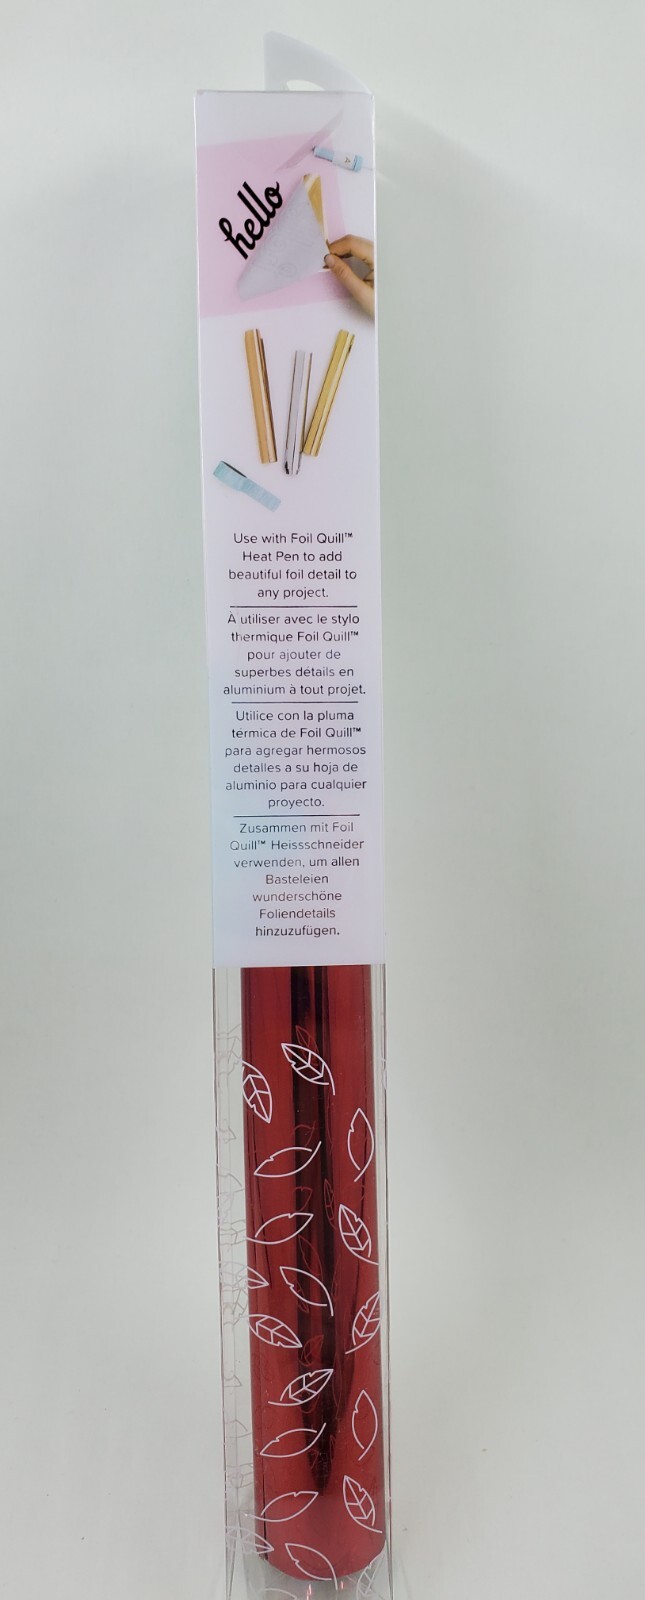 hello
Use with Foil Quill™
Heat Pen to add
beautiful foil detail to
any project.
À utiliser avec le stylo
thermique Foil Quill™
pour ajouter de
superbes détails en
aluminium à tout projet.
Utilice con la pluma
térmica de Foil Quill™
para agregar hermosos
detalles a su hoja de
aluminio para cualquier
proyecto.
Zusammen mit Foil
Quill™ Heissschneider
verwenden, um allen
Basteleien
wunderschöne
Foliendetails
hinzuzufügen.